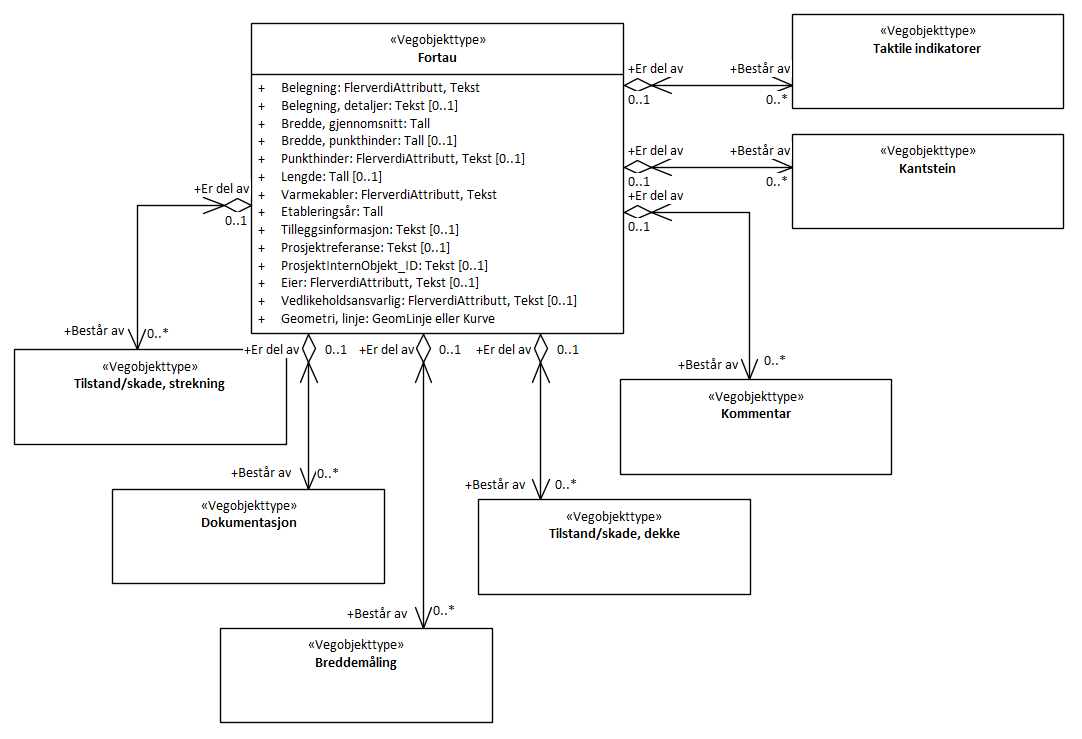 «Vegobjekttype»
Fortau
+ Belegning: FlerverdiAttributt, Tekst
+ Belegning, detaljer: Tekst [0..1]
+ Bredde, gjennomsnitt: Tall
+ Bredde, punkthinder: Tall [0..1]
+ Punkthinder: FlerverdiAttributt, Tekst [0..1]
+ Lengde: Tall [0..1]
+ Varmekabler: FlerverdiAttributt, Tekst
+ Etableringsår: Tall
+ Tilleggsinformasjon: Tekst [0..1]
+ Prosjektreferanse: Tekst [0..1]
+ ProsjektInternObjekt_ID: Tekst [0..1]
+ Eier: FlerverdiAttributt, Tekst [0..1]
+ Vedlikeholdsansvarlig: FlerverdiAttributt, Tekst [0..1]
+ Geometri, linje: GeomLinje eller Kurve
+Er del av
0..1
+Består av
0..*
«Vegobjekttype»
Taktile indikatorer
+Er del av
0..1
+Består av
0..*
«Vegobjekttype»
Kantstein
+Er del av
0..1
+Består av
0..*
«Vegobjekttype»
Kommentar
+Er del av
0..1
+Består av
0..*
«Vegobjekttype»
Tilstand/skade, strekning
+Er del av
0..1
+Består av
0..*
«Vegobjekttype»
Dokumentasjon
+Er del av
0..1
+Består av
0..*
«Vegobjekttype»
Breddemåling
+Er del av
0..1
+Består av
0..*
«Vegobjekttype»
Tilstand/skade, dekke